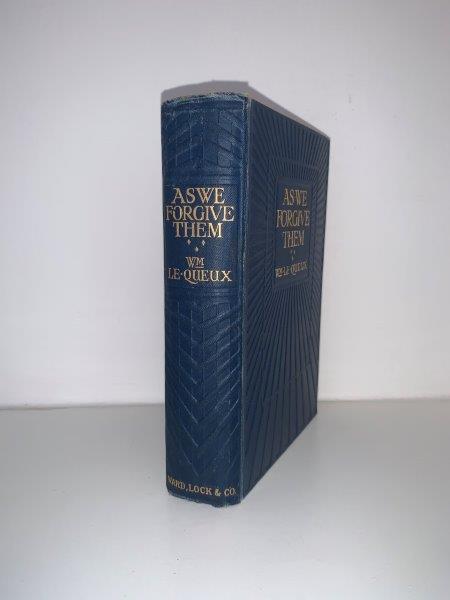 AS WE
FORGIVE
THEM
WM
LE·QUEUX
WARD, LOCK & CO.
AS WE
FORGIVE
THEM
WM·LE·QUEUX